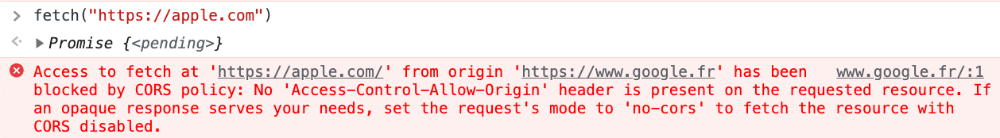 > fetch("https://apple.com")
<· ▶ Promise {<pending>}
Access to fetch at 'https://apple.com/' from origin 'https://www.google.fr' has been www.google.fr/:1
blocked by CORS policy: No 'Access-Control-Allow-Origin' header is present on the requested resource. If
an opaque response serves your needs, set the request's mode to 'no-cors' to fetch the resource with
CORS disabled.